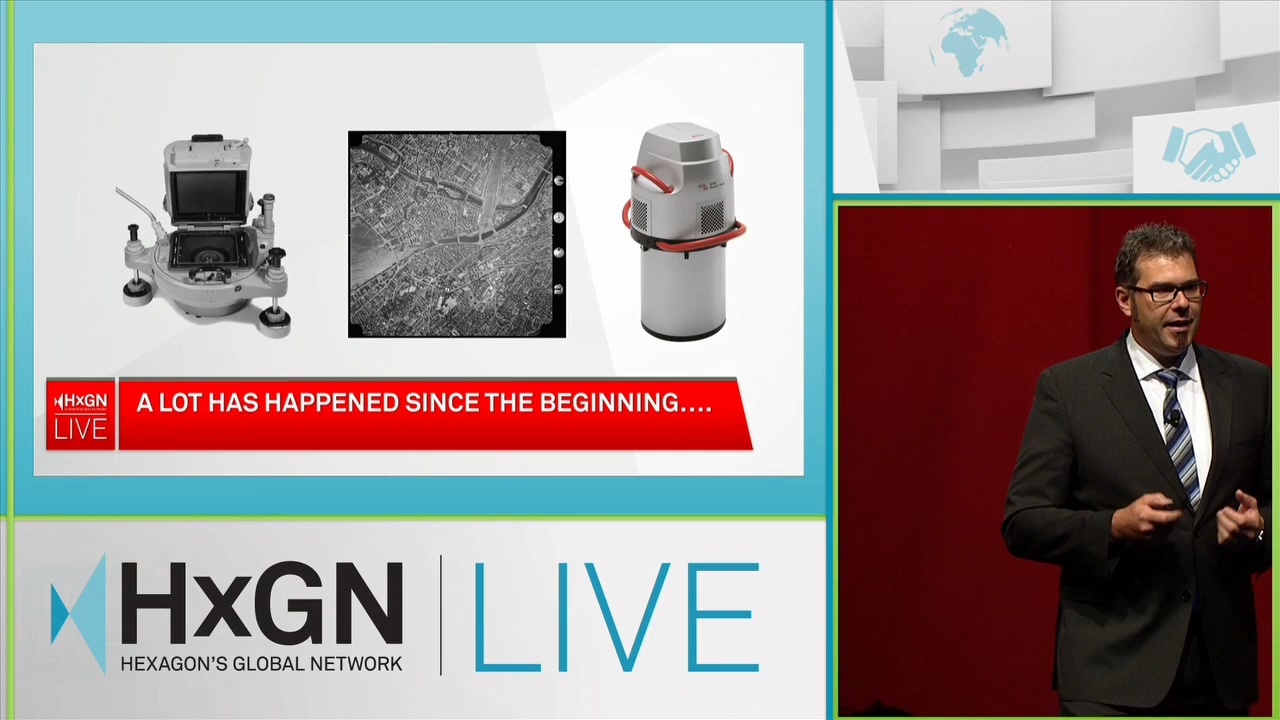 HxGN
LIVE
A LOT HAS HAPPENED SINCE THE BEGINNING....
HxGN
HEXAGON'S GLOBAL NETWORK
LIVE